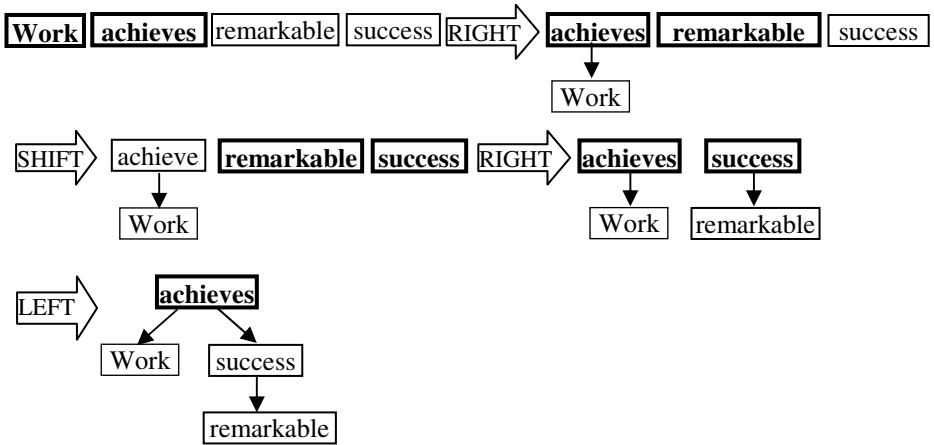 Work achieves remarkable success RIGHT achieves remarkable success
Work
SHIFT achieve remarkable success RIGHT achieves success
Work Work remarkable
LEFT achieves
Work success
remarkable